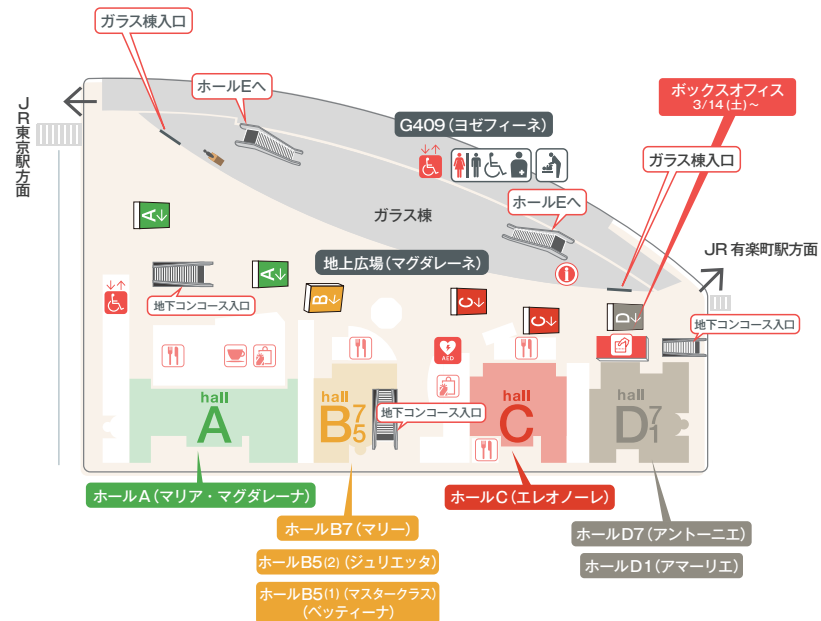 ガラス棟入口
ホールEへ
ボックスオフィス
3/14(土)～
JR東京駅方面
G409(ヨゼフィーネ)
ガラス棟入口
ガラス棟
ホールEへ
JR有楽町駅方面
A↓
地上広場(マグダレーネ)
A↓
B↓
C↓
C↓
D↓
地下コンコース入口
地下コンコース入口
AED
hall
A
hall
B7
5
地下コンコース入口
hall
C
hall
D7
1
ホールA(マリア・マグダレーナ)
ホールC(エレオノーレ)
ホールB7(マリー)
ホールD7(アントーニエ)
ホールB5(2)(ジュリエッタ)
ホールD1(アマーリエ)
ホールB5(1)(マスタークラス)
(ベッティーナ)